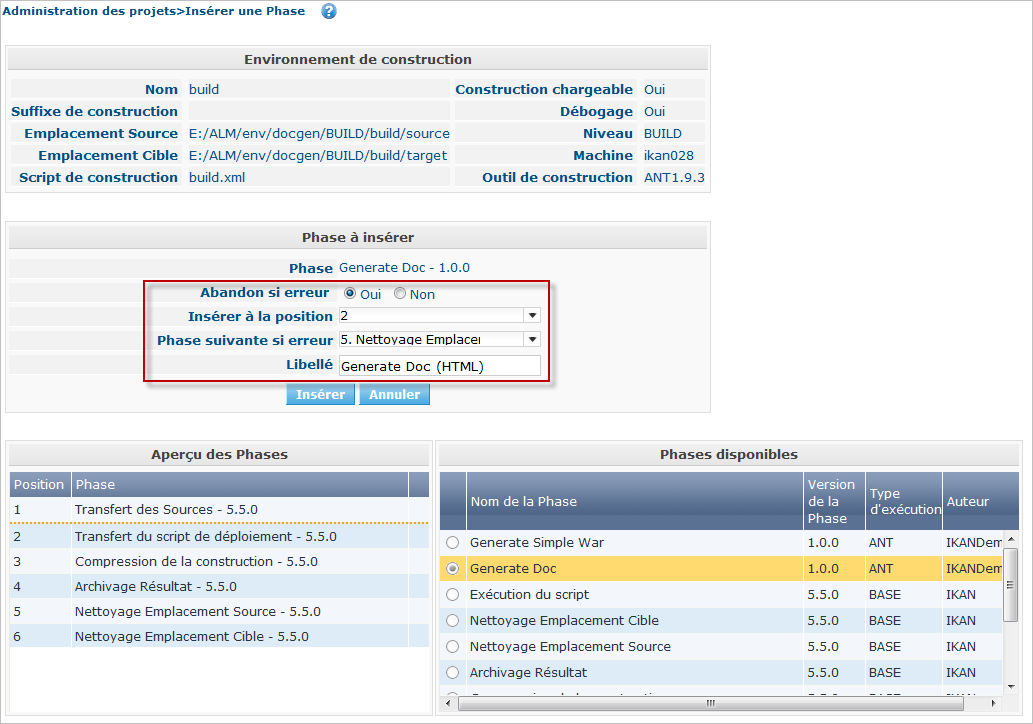 Administration des projets>Insérer une Phase ?
Environnement de construction
Nom build Construction chargeable Oui
Suffixe de construction Débogage Oui
Emplacement Source E:/ALM/env/docgen/BUILD/build/source Niveau BUILD
Emplacement Cible E:/ALM/env/docgen/BUILD/build/target Machine ikan028
Script de construction build.xml Outil de construction ANT1.9.3
Phase à insérer
Phase Generate Doc - 1.0.0
Abandon si erreur Oui Non
Insérer à la position 2
Phase suivante si erreur 5. Nettoyage Emplacer
Libellé Generate Doc (HTML)
Insérer Annuler
Aperçu des Phases
Position Phase
1 Transfert des Sources - 5.5.0
2 Transfert du script de déploiement - 5.5.0
3 Compression de la construction - 5.5.0
4 Archivage Résultat - 5.5.0
5 Nettoyage Emplacement Source - 5.5.0
6 Nettoyage Emplacement Cible - 5.5.0
Phases disponibles
Nom de la Phase Version de la Phase Type d'exécution Auteur
Generate Simple War 1.0.0 ANT IKANDem
Generate Doc 1.0.0 ANT IKANDem
Exécution du script 5.5.0 BASE IKAN
Nettoyage Emplacement Cible 5.5.0 BASE IKAN
Nettoyage Emplacement Source 5.5.0 BASE IKAN
Archivage Résultat 5.5.0 BASE IKAN